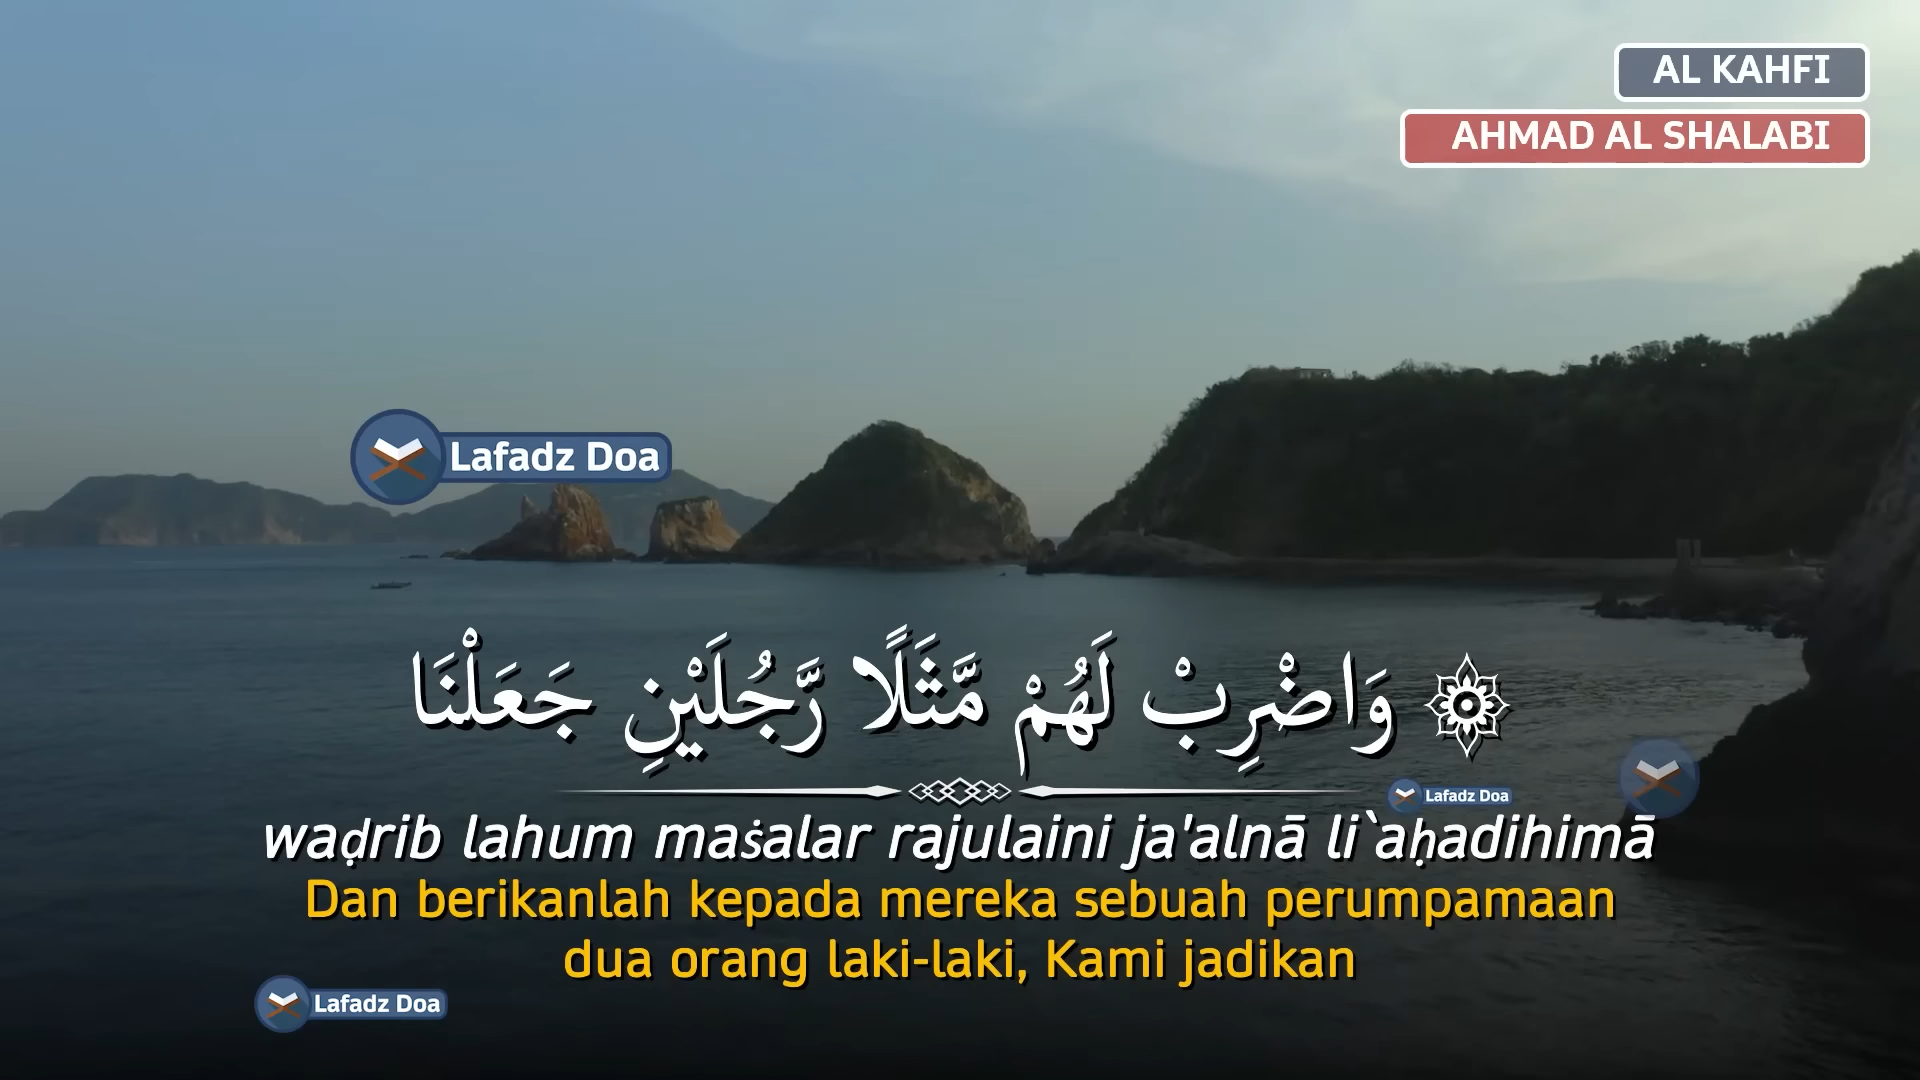 AL KAHFI
AHMAD AL SHALABI
Lafadz Doa
۞ وَاضْرِبْ لَهُمْ مَّثَلًا رَّجُلَيْنِ جَعَلْنَا
Lafadz Doa
waḍrib lahum maṡalar rajulaini ja'alnā li`aḥadihimā
Dan berikanlah kepada mereka sebuah perumpamaan
dua orang laki-laki, Kami jadikan
Lafadz Doa